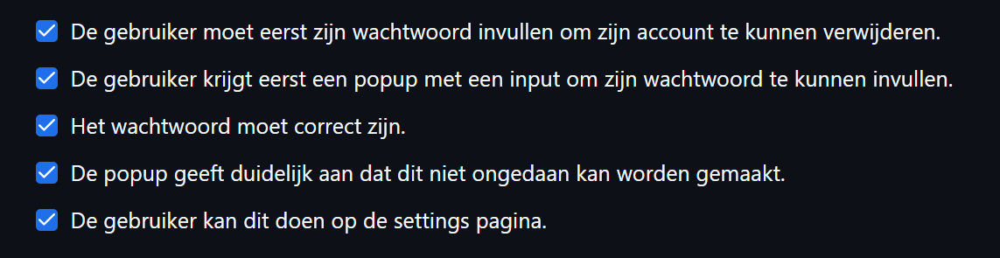 De gebruiker moet eerst zijn wachtwoord invullen om zijn account te kunnen verwijderen.
De gebruiker krijgt eerst een popup met een input om zijn wachtwoord te kunnen invullen.
Het wachtwoord moet correct zijn.
De popup geeft duidelijk aan dat dit niet ongedaan kan worden gemaakt.
De gebruiker kan dit doen op de settings pagina.